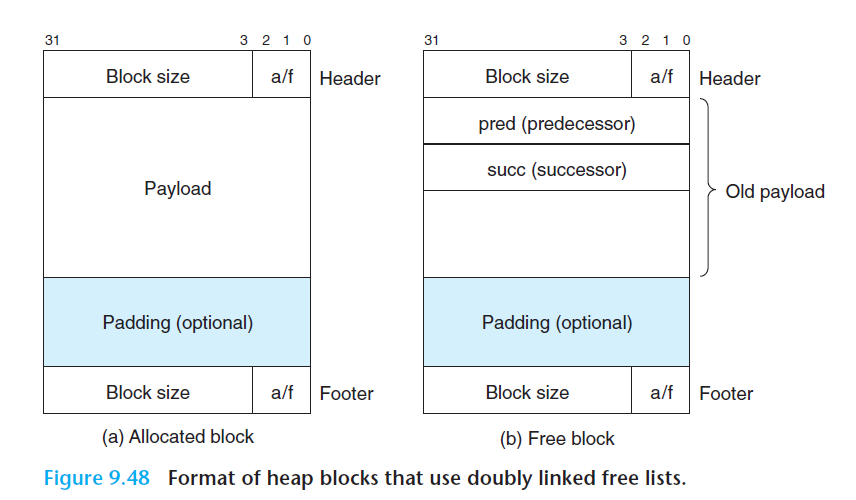 31 3 2 1 0
Block size a/f Header
Payload
Padding (optional)
Block size a/f Footer
(a) Allocated block
31 3 2 1 0
Block size a/f Header
pred (predecessor)
succ (successor)
Old payload
Padding (optional)
Block size a/f Footer
(b) Free block
Figure 9.48 Format of heap blocks that use doubly linked free lists.